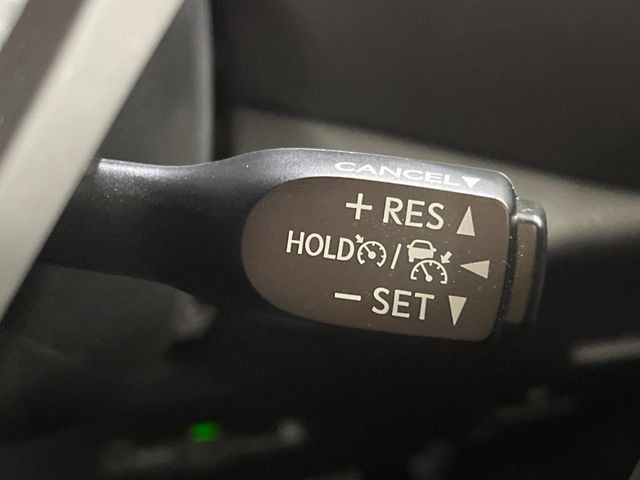 CANCEL▼
+ RES ▲
HOLD / ◀
− SET ▼